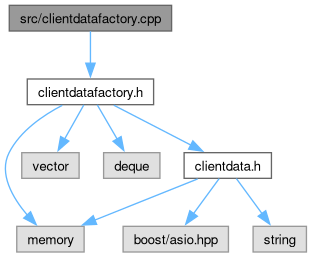 src/clientdatafactory.cpp
clientdatafactory.h
vector
deque
clientdata.h
memory
boost/asio.hpp
string